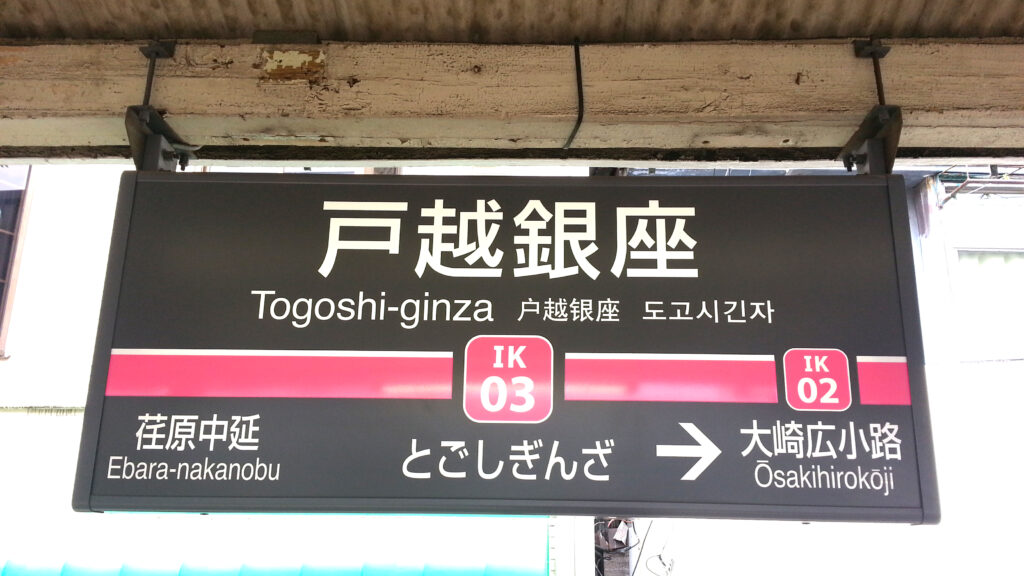 戸越銀座
Togoshi-ginza 户越银座 도고시긴자
IK
03
IK
02
荏原中延
Ebara-nakanobu
とごしぎんざ
→
大崎広小路
Ōsakihirokōji